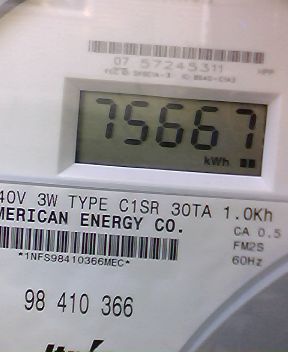 07 57245311
75667
kWh
40V 3W TYPE C1SR 30TA 1.0Kh
MERICAN ENERGY CO.
CA 0.5
FM2S
60Hz
*1NFS98410366MEC*
98 410 366